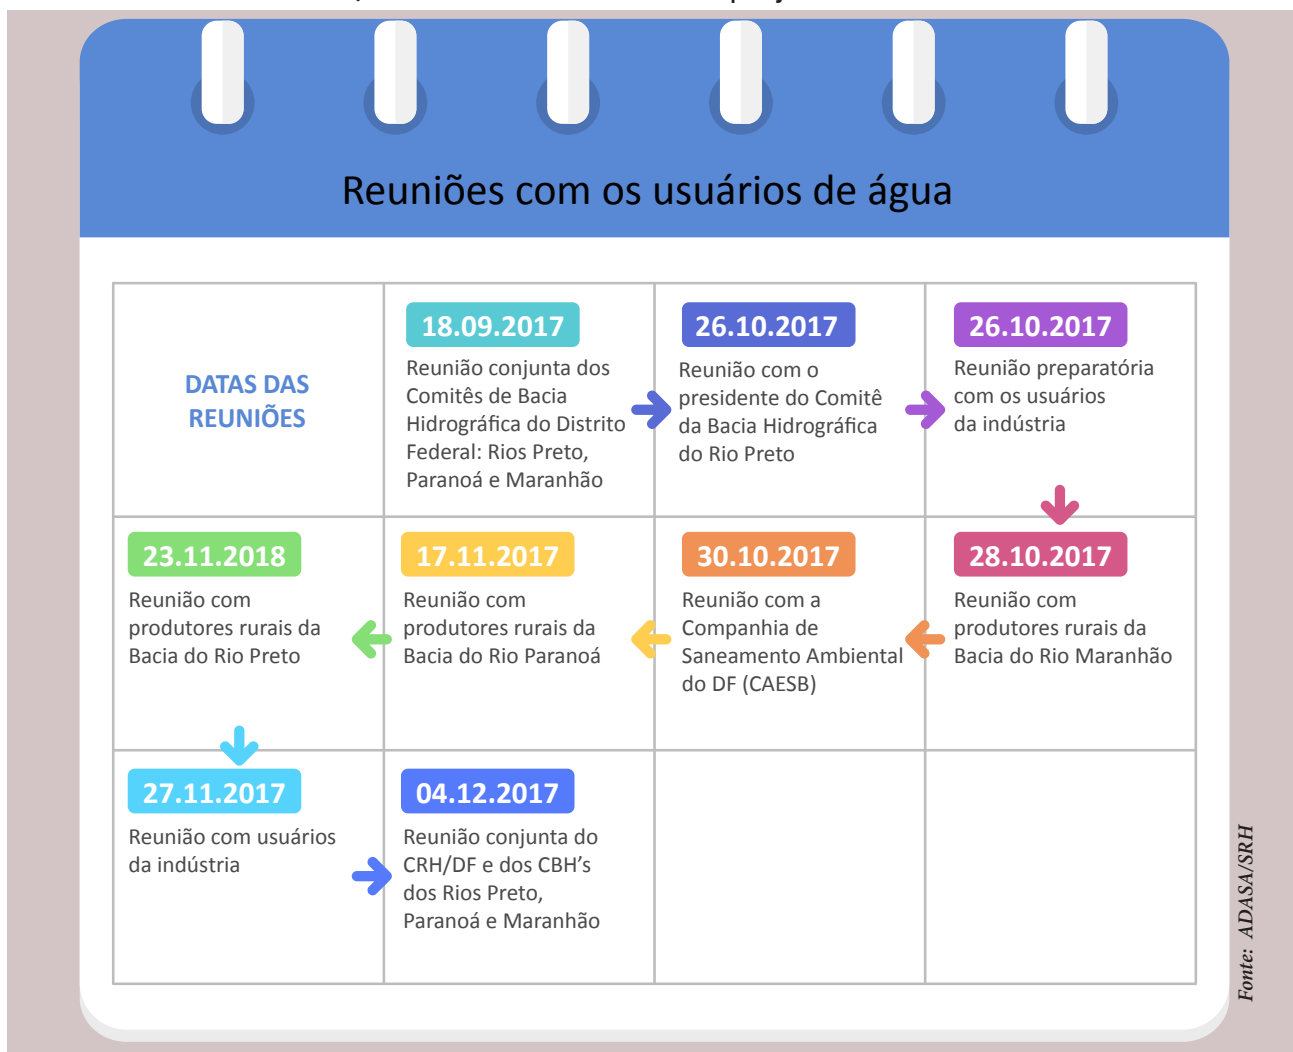 Reuniões com os usuários de água
DATAS DAS
REUNIÕES
18.09.2017
Reunião conjunta dos
Comitês de Bacia
Hidrográfica do Distrito
Federal: Rios Preto,
Paranoá e Maranhão
26.10.2017
Reunião com o
presidente do Comitê
da Bacia Hidrográfica
do Rio Preto
26.10.2017
Reunião preparatória
com os usuários
da indústria
28.10.2017
Reunião com
produtores rurais da
Bacia do Rio Maranhão
30.10.2017
Reunião com a
Companhia de
Saneamento Ambiental
do DF (CAESB)
17.11.2017
Reunião com
produtores rurais da
Bacia do Rio Paranoá
23.11.2018
Reunião com
produtores rurais da
Bacia do Rio Preto
27.11.2017
Reunião com usuários
da indústria
04.12.2017
Reunião conjunta do
CRH/DF e dos CBH's
dos Rios Preto,
Paranoá e Maranhão
Fonte: ADASA/SRH